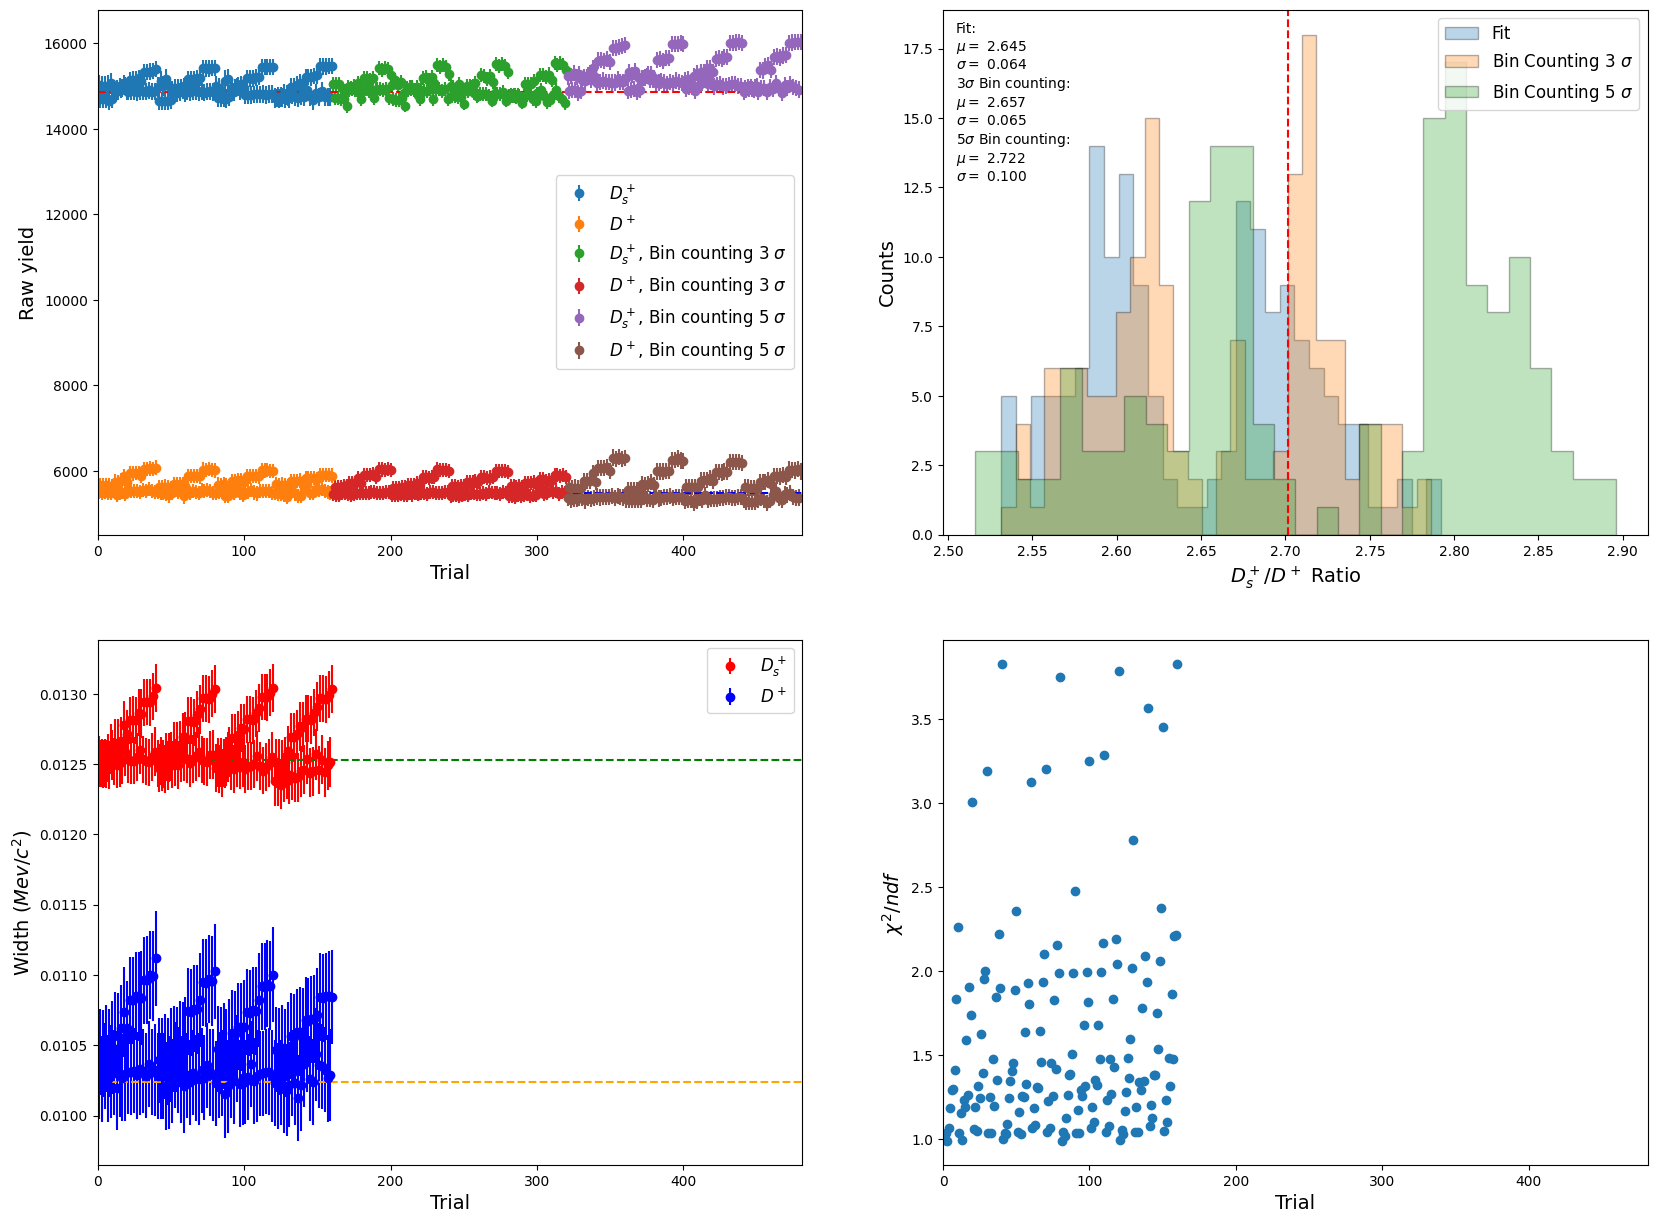 16000
14000
12000
10000
8000
6000
0
100
200
300
400
Raw yield
Trial
$D_s^+$
$D^+$
$D_s^+$, Bin counting 3 σ
$D^+$, Bin counting 3 σ
$D_s^+$, Bin counting 5 σ
$D^+$, Bin counting 5 σ
17.5
15.0
12.5
10.0
7.5
5.0
2.5
0.0
2.50
2.55
2.60
2.65
2.70
2.75
2.80
2.85
2.90
Counts
$D_s^+/D^+$ Ratio
Fit:
μ = 2.645
σ = 0.064
3σ Bin counting:
μ = 2.657
σ = 0.065
5σ Bin counting:
μ = 2.722
σ = 0.100
Fit
Bin Counting 3 σ
Bin Counting 5 σ
0.0130
0.0125
0.0120
0.0115
0.0110
0.0105
0.0100
0
100
200
300
400
Width ($Mev/c^2$)
Trial
$D_s^+$
$D^+$
3.5
3.0
2.5
2.0
1.5
1.0
0
100
200
300
400
$χ^2/ndf$
Trial